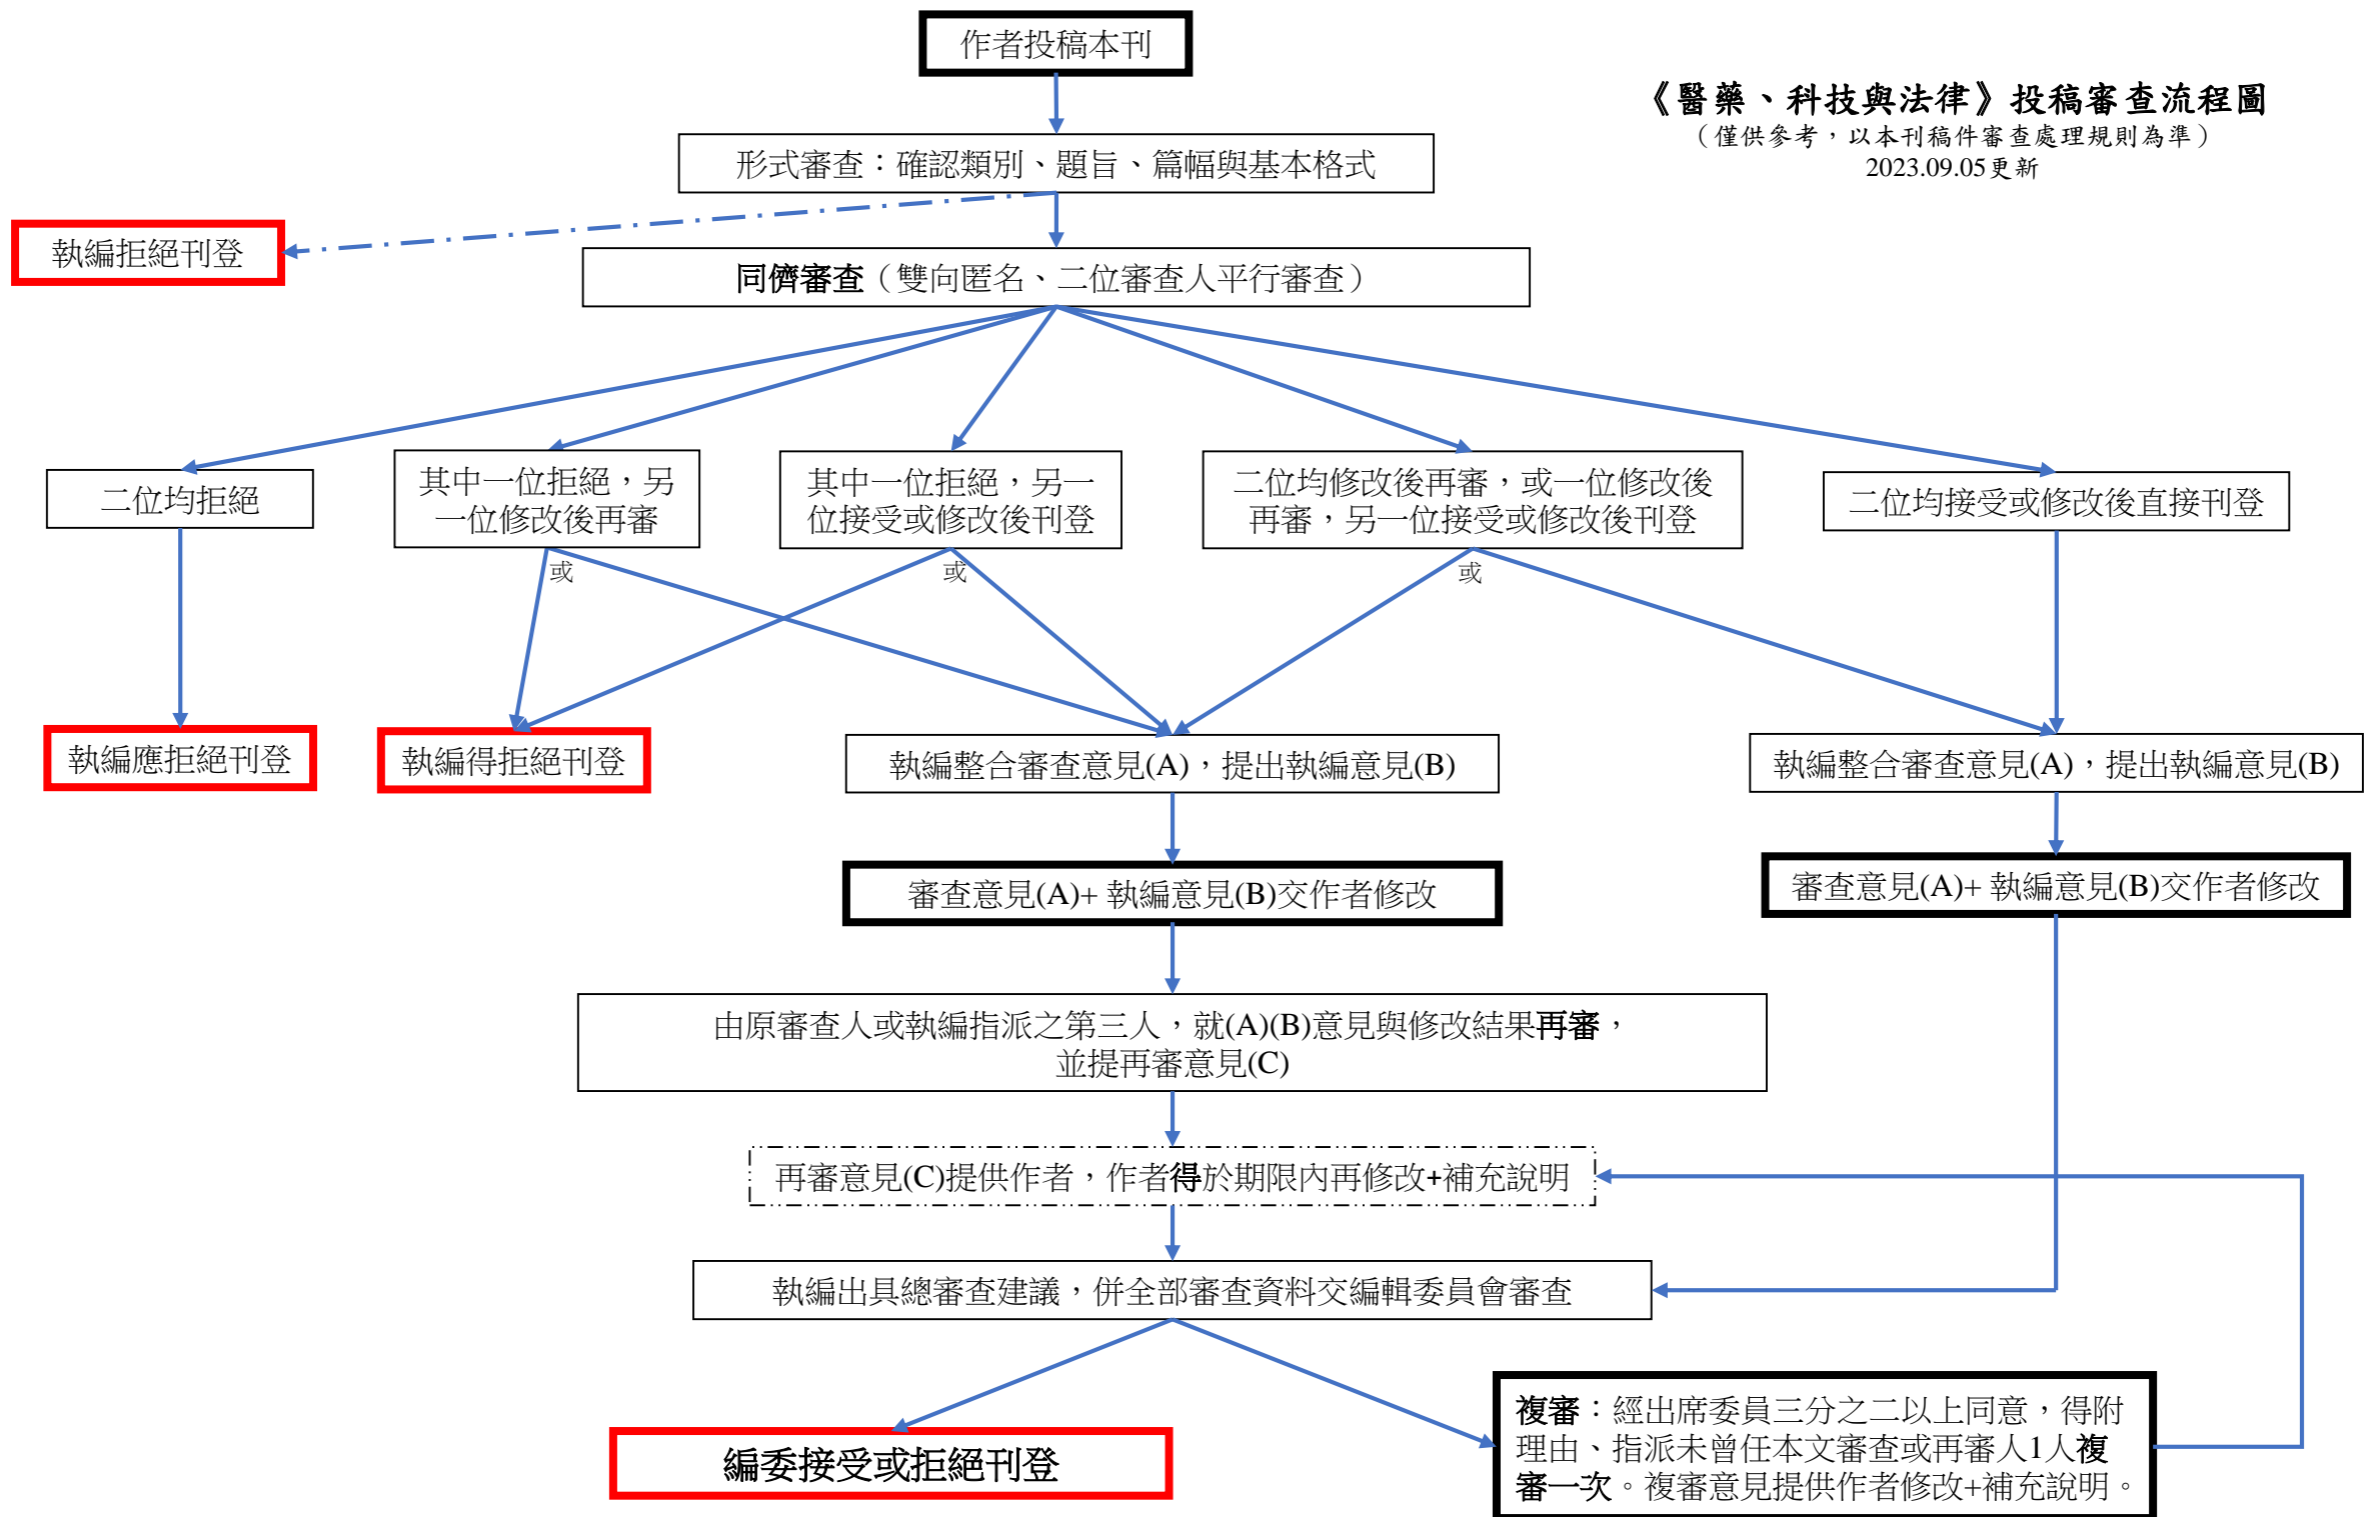 作者投稿本刊
《醫藥、科技與法律》投稿審查流程圖
（僅供參考，以本刊稿件審查處理規則為準）
2023.09.05更新
形式審查：確認類別、題旨、篇幅與基本格式
執編拒絕刊登
同儕審查（雙向匿名、二位審查人平行審查）
二位均拒絕
其中一位拒絕，另
一位修改後再審
其中一位拒絕，另一
位接受或修改後刊登
二位均修改後再審，或一位修改後
再審，另一位接受或修改後刊登
二位均接受或修改後直接刊登
或
或
或
執編應拒絕刊登
執編得拒絕刊登
執編整合審查意見(A)，提出執編意見(B)
執編整合審查意見(A)，提出執編意見(B)
審查意見(A)+ 執編意見(B)交作者修改
審查意見(A)+ 執編意見(B)交作者修改
由原審查人或執編指派之第三人，就(A)(B)意見與修改結果再審，
並提再審意見(C)
再審意見(C)提供作者，作者得於期限內再修改+補充說明
執編出具總審查建議，併全部審查資料交編輯委員會審查
編委接受或拒絕刊登
複審：經出席委員三分之二以上同意，得附
理由、指派未曾任本文審查或再審人1人複
審一次。複審意見提供作者修改+補充說明。